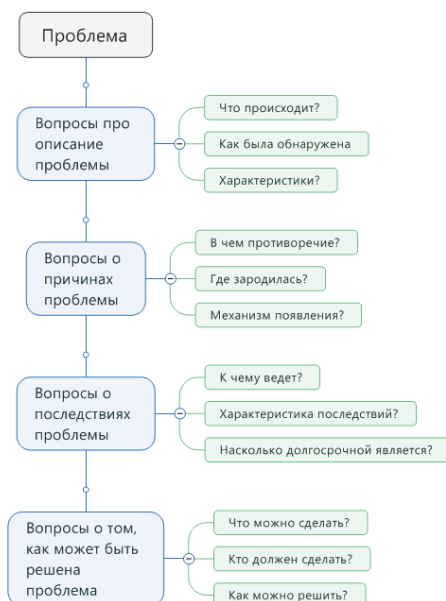 Проблема
Вопросы про
описание
проблемы
Что происходит?
Как была обнаружена
Характеристики?
Вопросы о
причинах
проблемы
В чем противоречие?
Где зародилась?
Механизм появления?
Вопросы о
последствиях
проблемы
К чему ведет?
Характеристика последствий?
Насколько долгосрочной является?
Вопросы о том,
как может быть
решена
проблема
Что можно сделать?
Кто должен сделать?
Как можно решить?